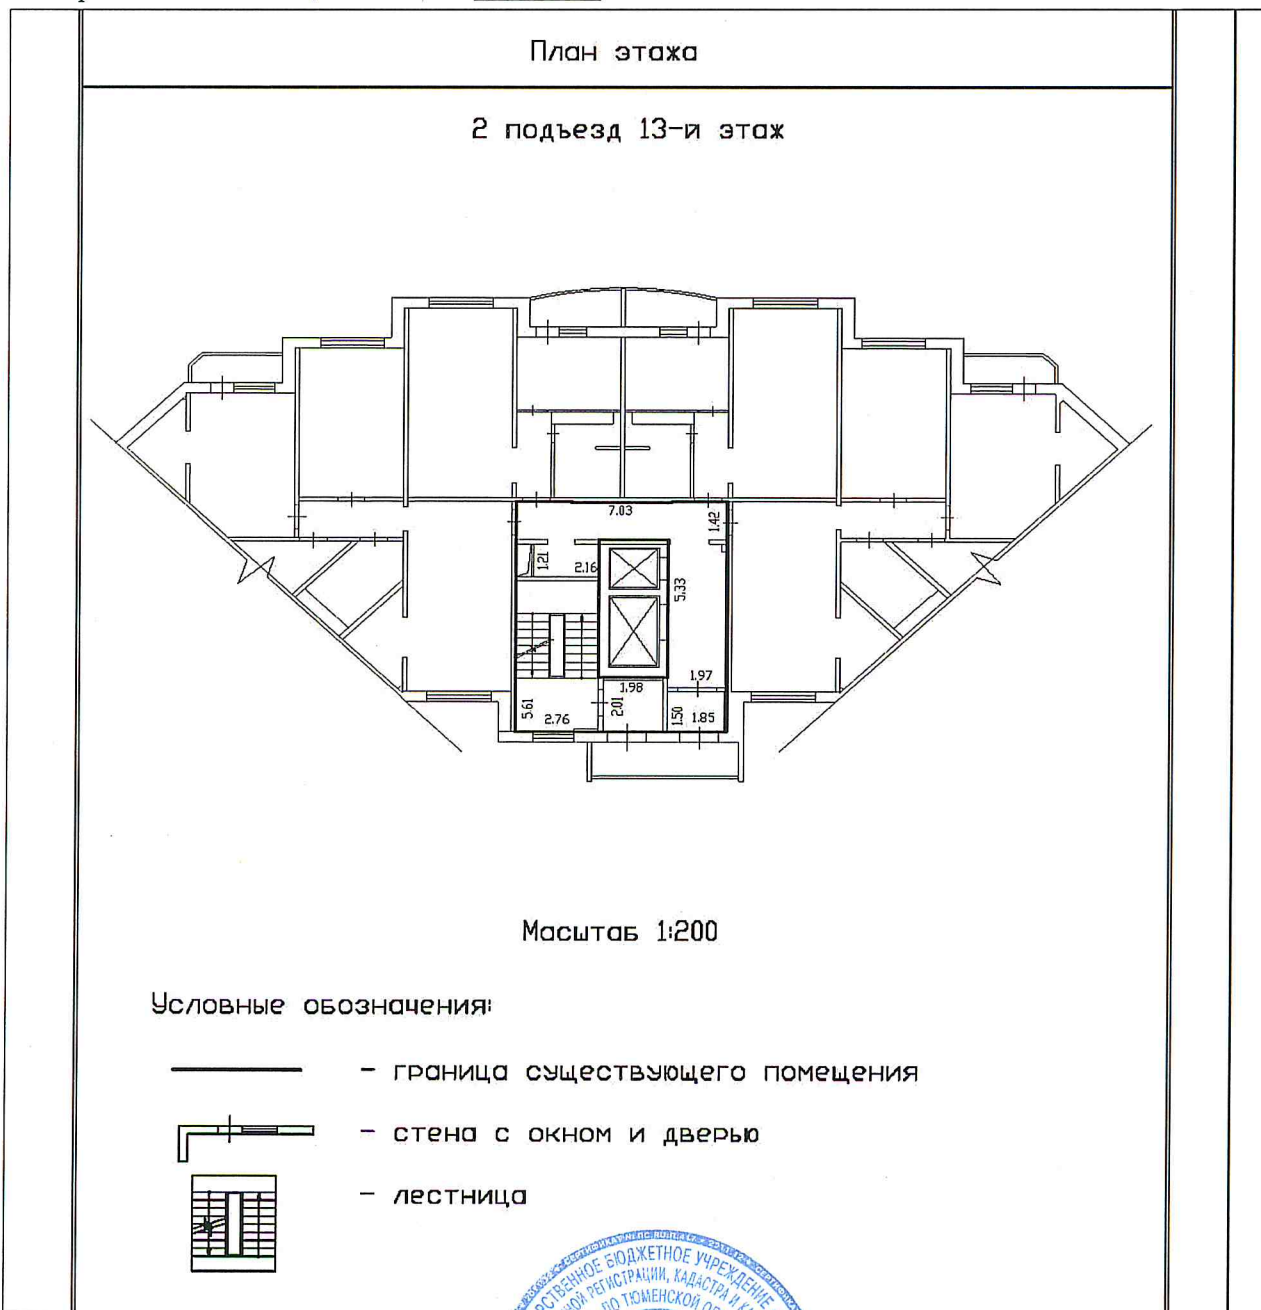 План этажа
2 подъезд 13-и этаж
7.03
1.42
1.21
2.16
5.33
1.97
1.98
5.61
2.76
2.01
1.50
1.85
Масштаб 1:200
Условные обозначения:
- граница существующего помещения
- стена с окном и дверью
- лестница
БЮДЖЕТНОЕ УЧРЕЖДЕНИЕ
РЕГИСТРАЦИИ, КАДАСТРА И
ПО ТЮМЕНСКОЙ